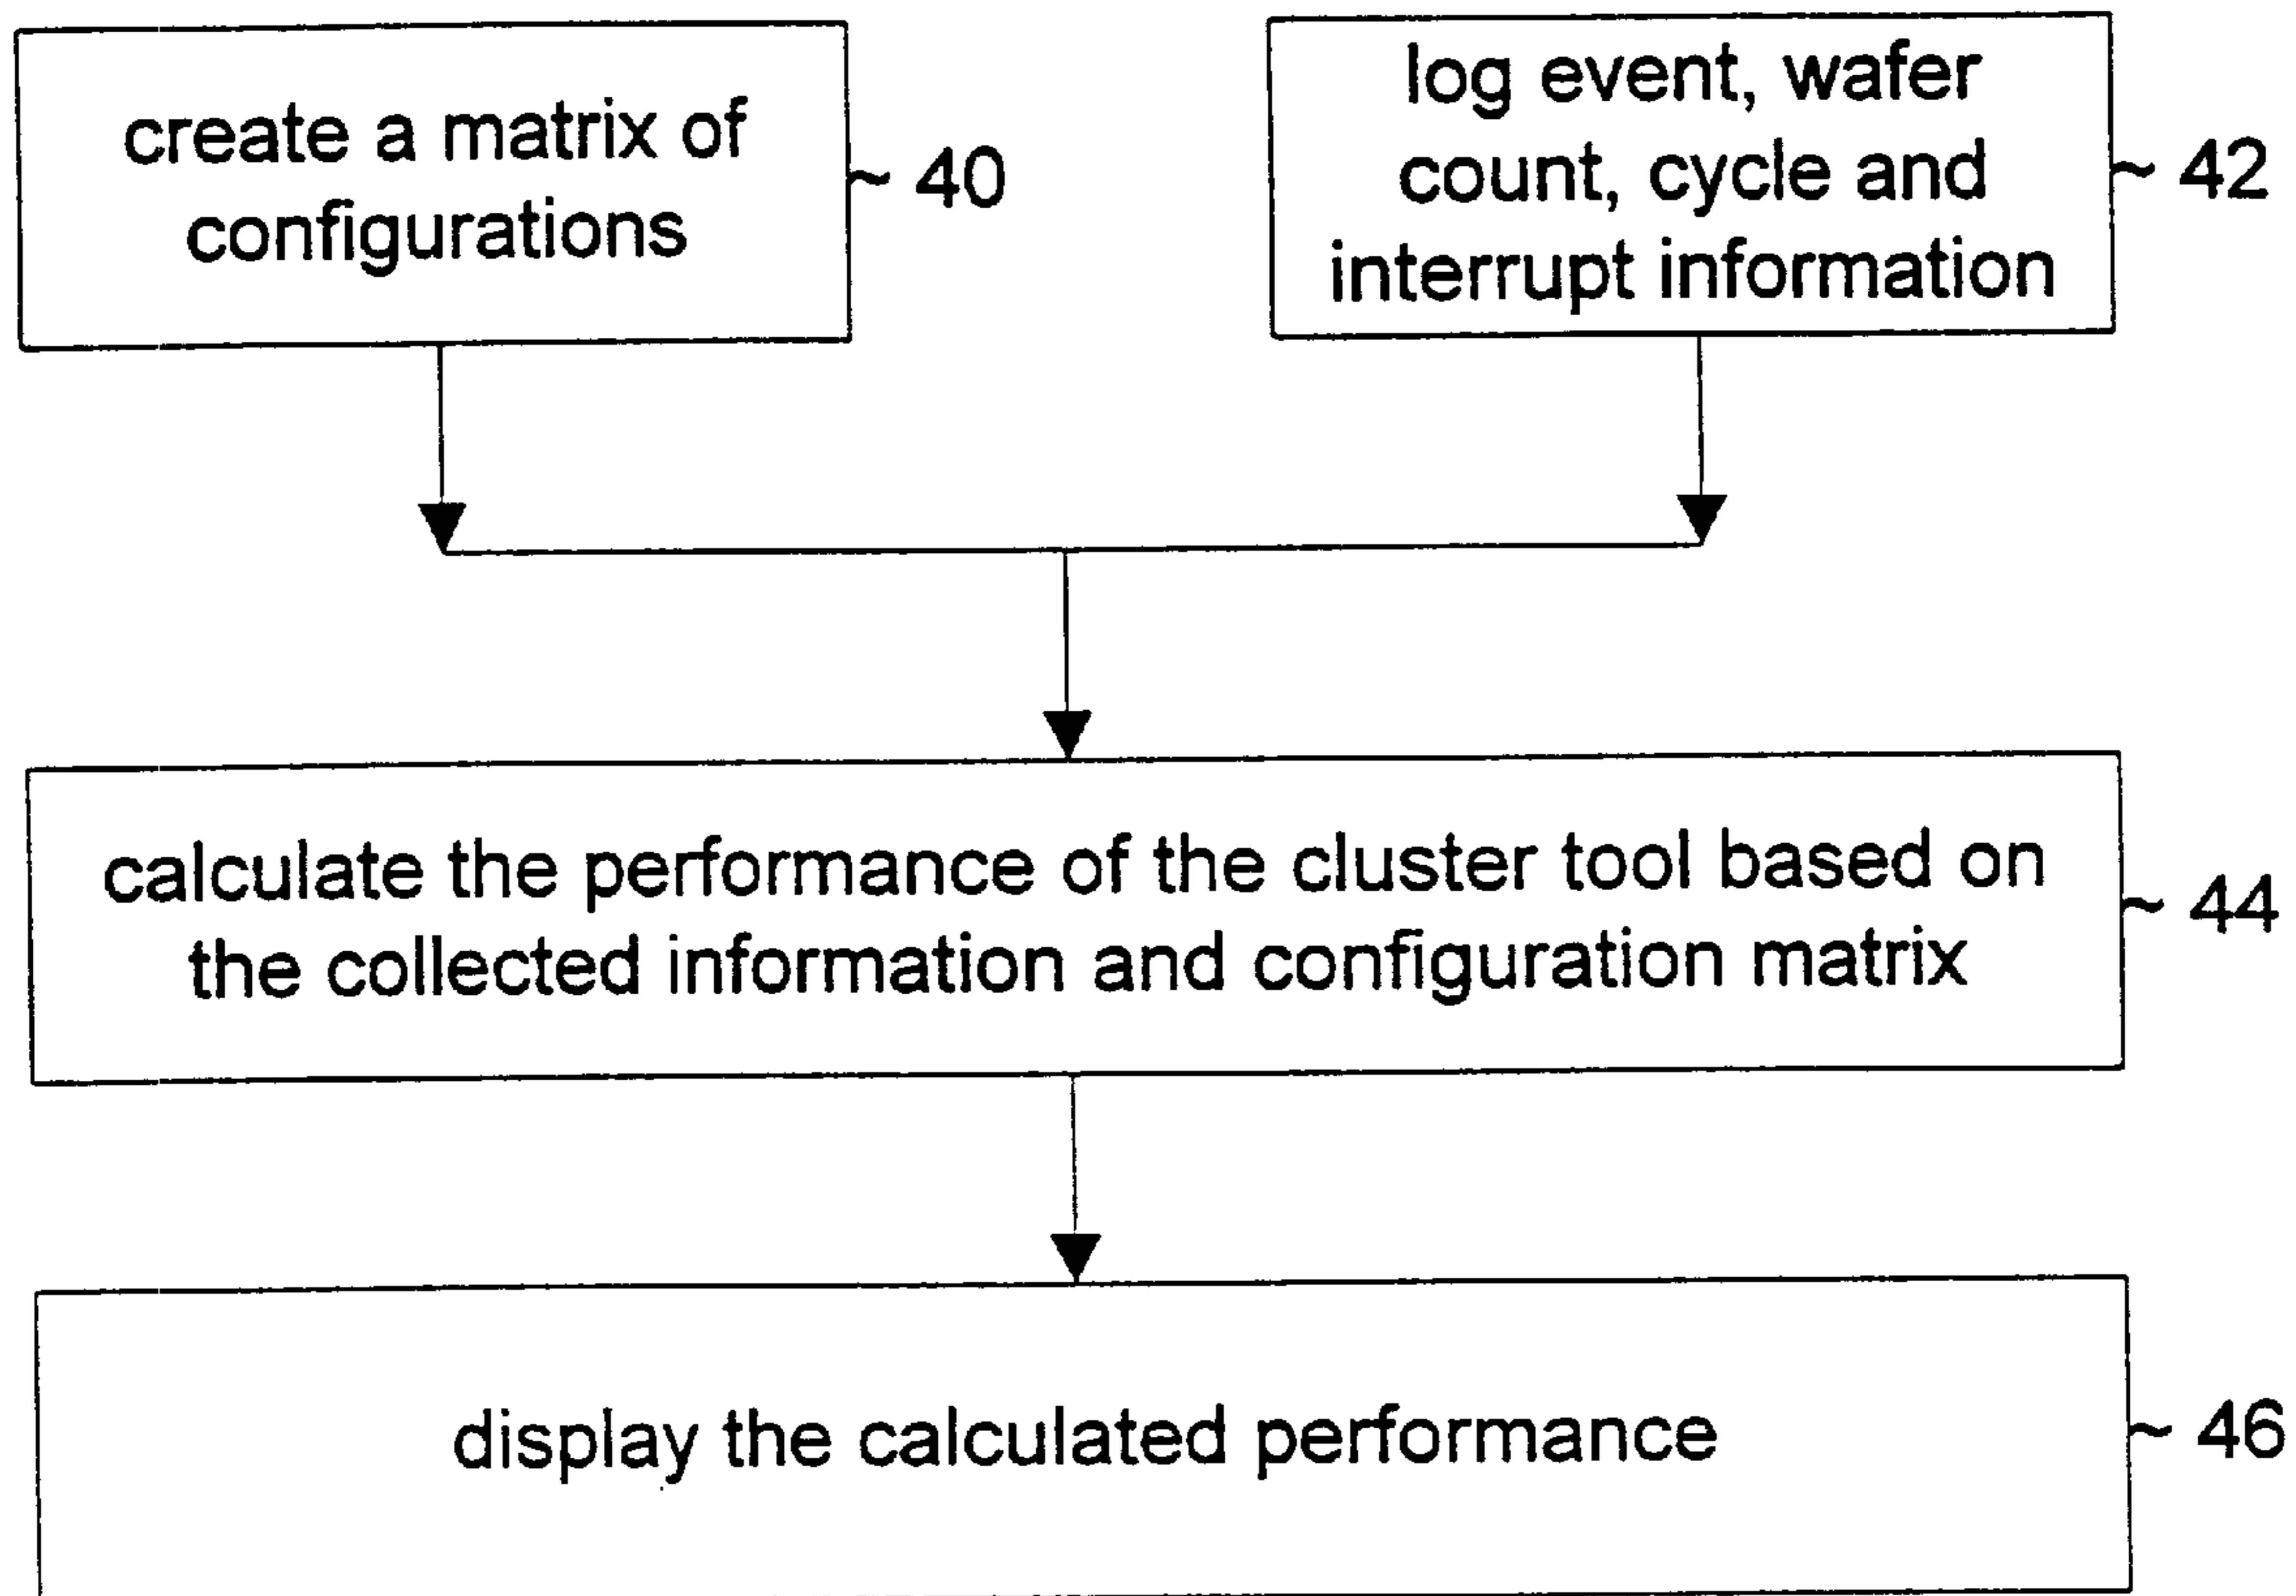 create a matrix of
configurations
~ 40
log event, wafer
count, cycle and
interrupt information
~ 42
calculate the performance of the cluster tool based on
the collected information and configuration matrix
~ 44
display the calculated performance
~ 46